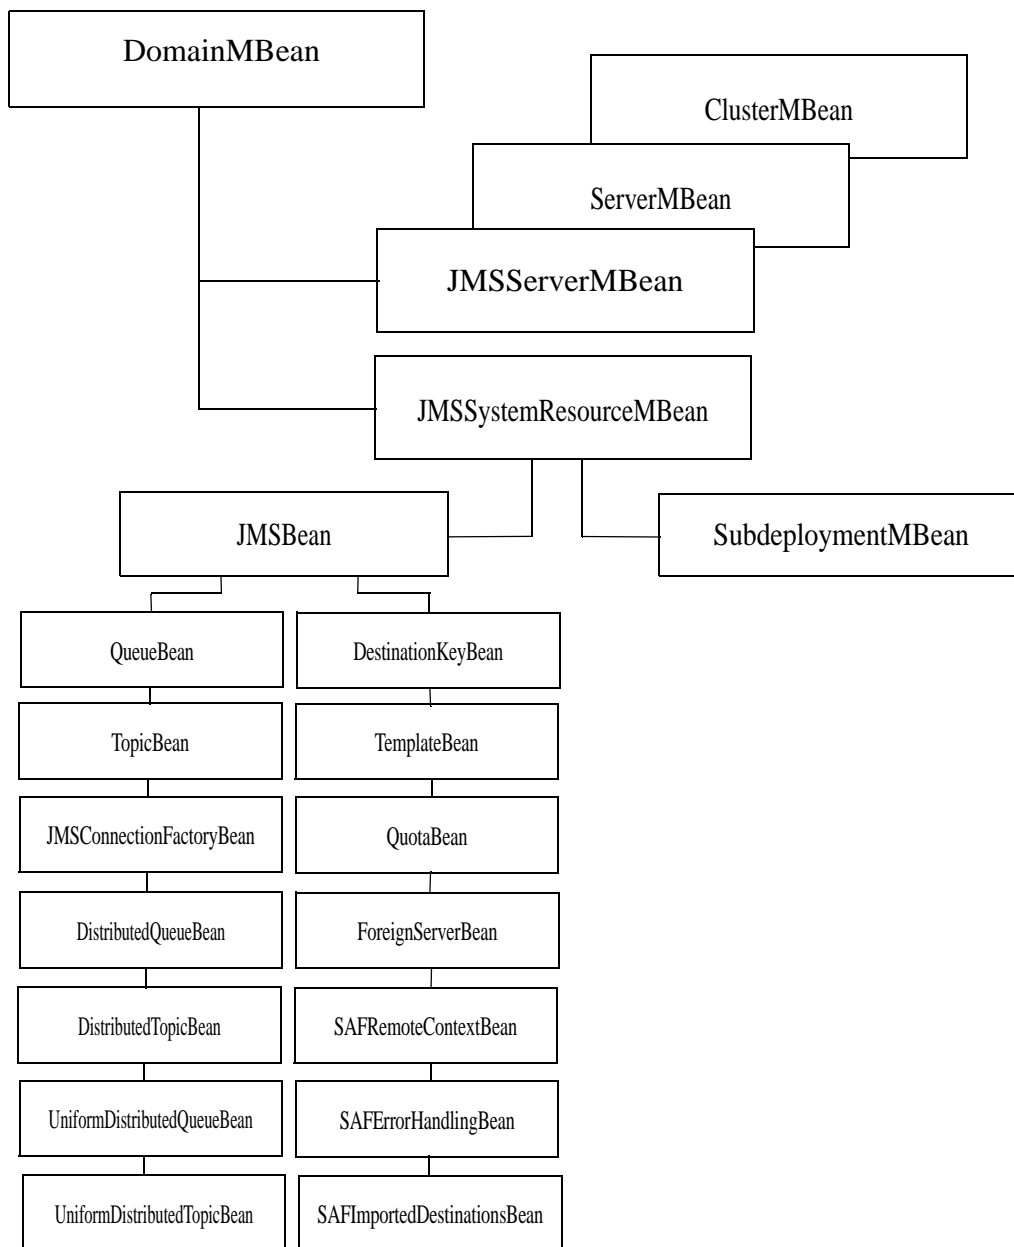 DomainMBean
ClusterMBean
ServerMBean
JMSServerMBean
JMSSystemResourceMBean
JMSBean
SubdeploymentMBean
QueueBean
DestinationKeyBean
TopicBean
TemplateBean
JMSConnectionFactoryBean
QuotaBean
DistributedQueueBean
ForeignServerBean
DistributedTopicBean
SAFRemoteContextBean
UniformDistributedQueueBean
SAFErrorHandlingBean
UniformDistributedTopicBean
SAFImportedDestinationsBean